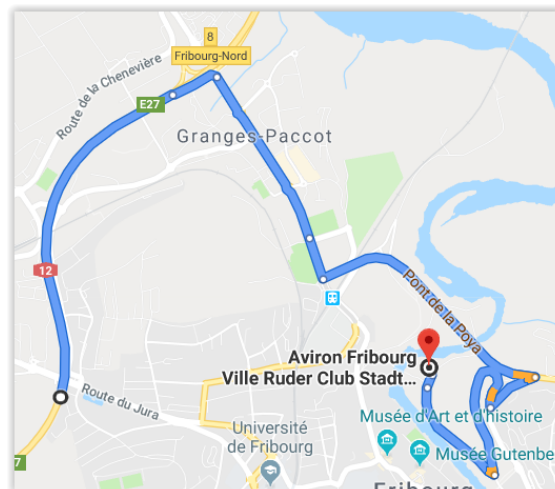 8
Fribourg-Nord
Route de la Chenevière
E27
Granges-Paccot
12
Pont de la Poya
Aviron Fribourg
Ville Ruder Club Stadt...
Route du Jura
Musée d'Art et d'histoire
Université
de Fribourg
Musée Gutenbe
7
Fribourg